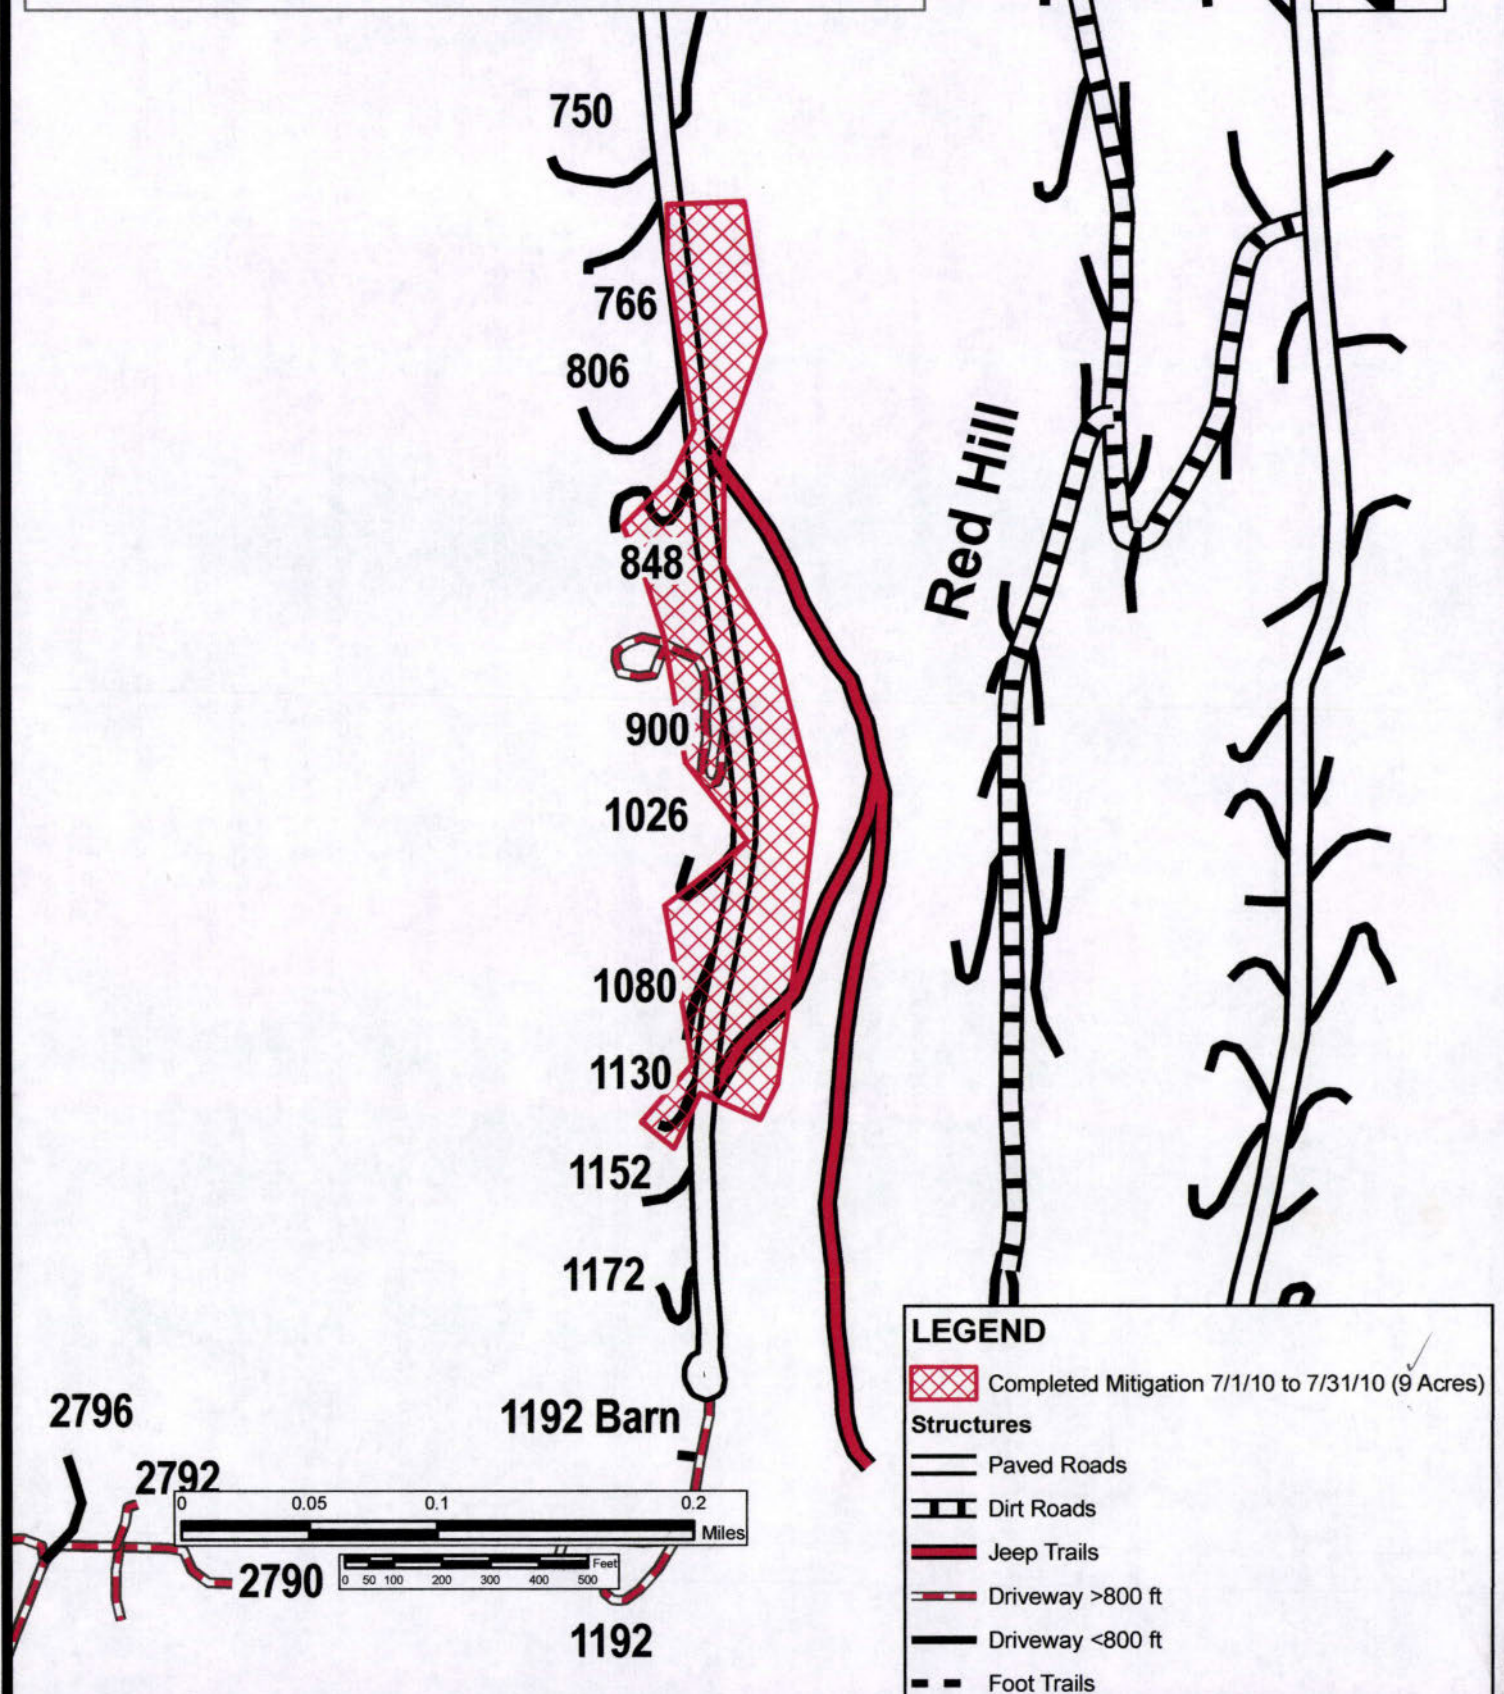 750
766
806
Red Hill
848
900
1026
1080
1130
1152
1172
1192 Barn
2796
2792
0 0.05 0.1 0.2
Miles
2790
Feet
0 50 100 200 300 400 500
1192
LEGEND
Completed Mitigation 7/1/10 to 7/31/10 (9 Acres)
Structures
Paved Roads
Dirt Roads
Jeep Trails
Driveway >800 ft
Driveway <800 ft
Foot Trails